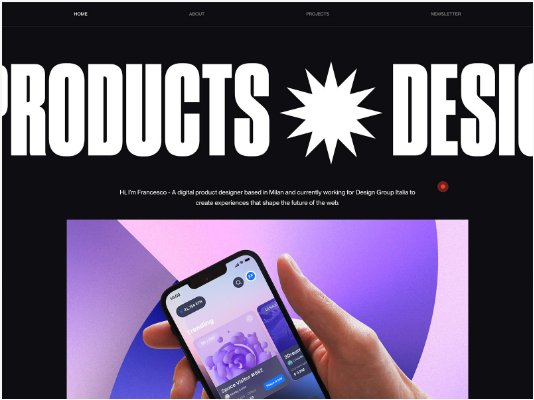 HOME
ABOUT
PROJECTS
NEWSLETTER
PRODUCTS DESIG
Hi, I'm Francesco - A digital product designer based in Milan and currently working for Design Group Italia to
create experiences that shape the future of the web.
Trending